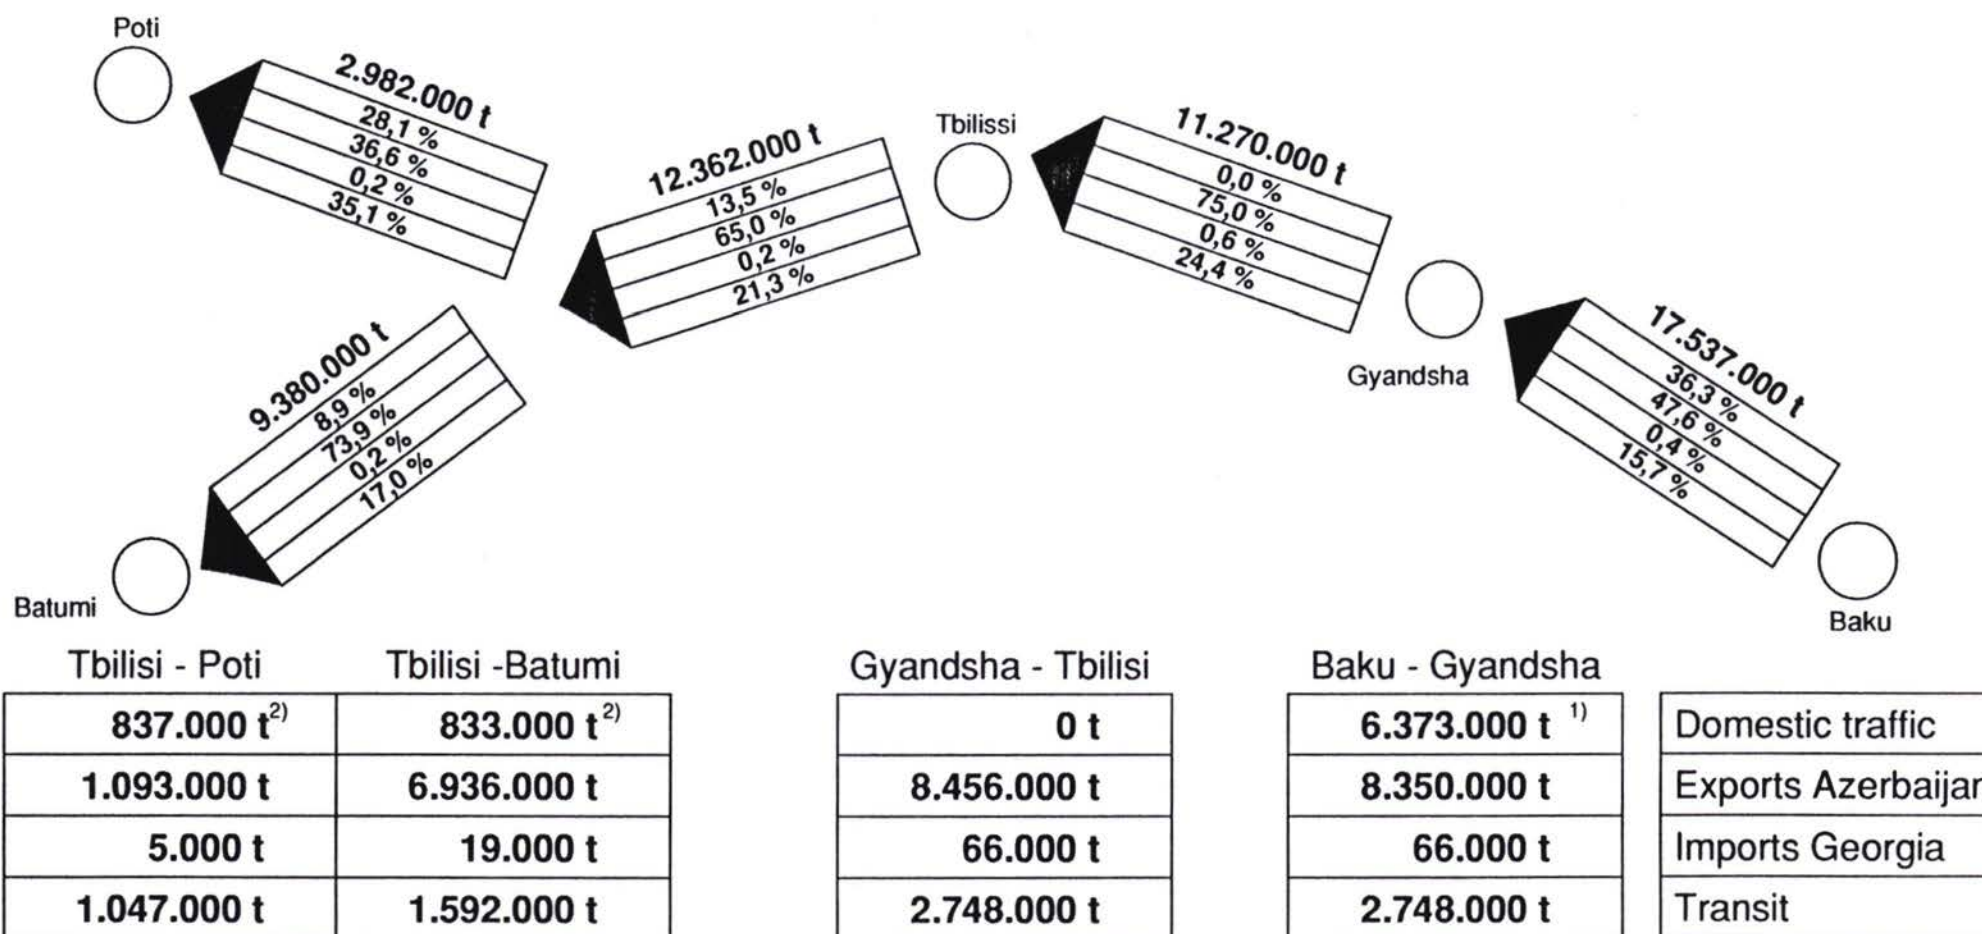 Poti
2.982.000 t
28,1 %
36,6 %
0,2 %
35,1 %
12.362.000 t
13,5 %
65,0 %
0,2 %
21,3 %
Tbilissi
11.270.000 t
0,0 %
75,0 %
0,6 %
24,4 %
Gyandsha
17.537.000 t
36,3 %
47,6 %
0,4 %
15,7 %
Baku
9.380.000 t
8,9 %
73,9 %
0,2 %
17,0 %
Batumi
Tbilisi - Poti Tbilisi -Batumi Gyandsha - Tbilisi Baku - Gyandsha
837.000 t2) 833.000 t2) 0 t 6.373.000 t 1) Domestic traffic
1.093.000 t 6.936.000 t 8.456.000 t 8.350.000 t Exports Azerbaijan
5.000 t 19.000 t 66.000 t 66.000 t Imports Georgia
1.047.000 t 1.592.000 t 2.748.000 t 2.748.000 t Transit